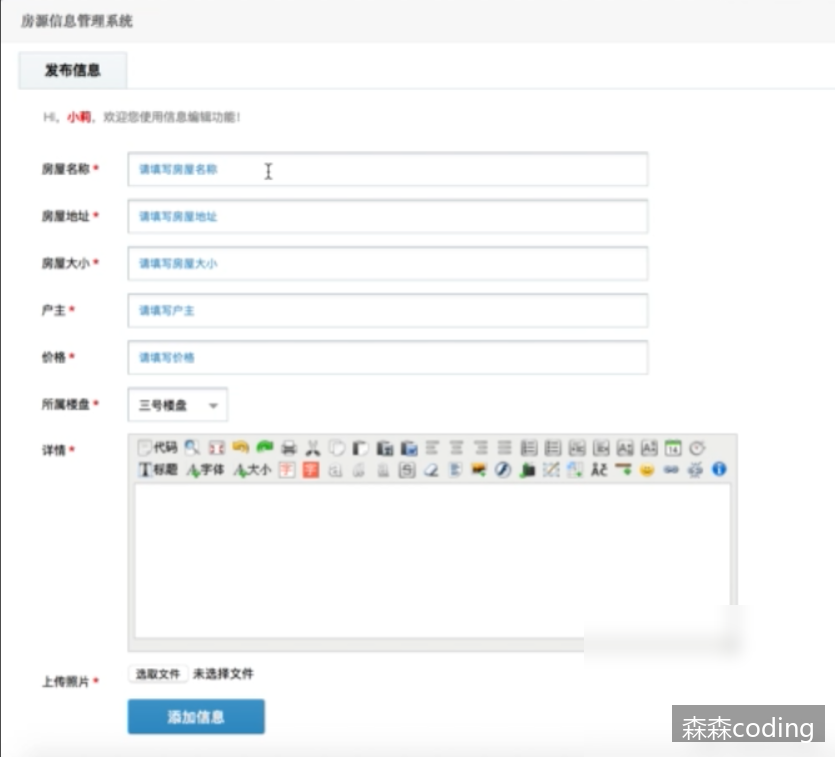 房源信息管理系统
发布信息
Hi，小莉，欢迎您使用信息编辑功能！
房屋名称* 请填写房屋名称
房屋地址* 请填写房屋地址
房屋大小* 请填写房屋大小
户主* 请填写户主
价格* 请填写价格
所属楼盘* 三号楼盘
详情* 代码
标题 字体 大小 字 字
上传照片* 选取文件 未选择文件
添加信息
森森coding